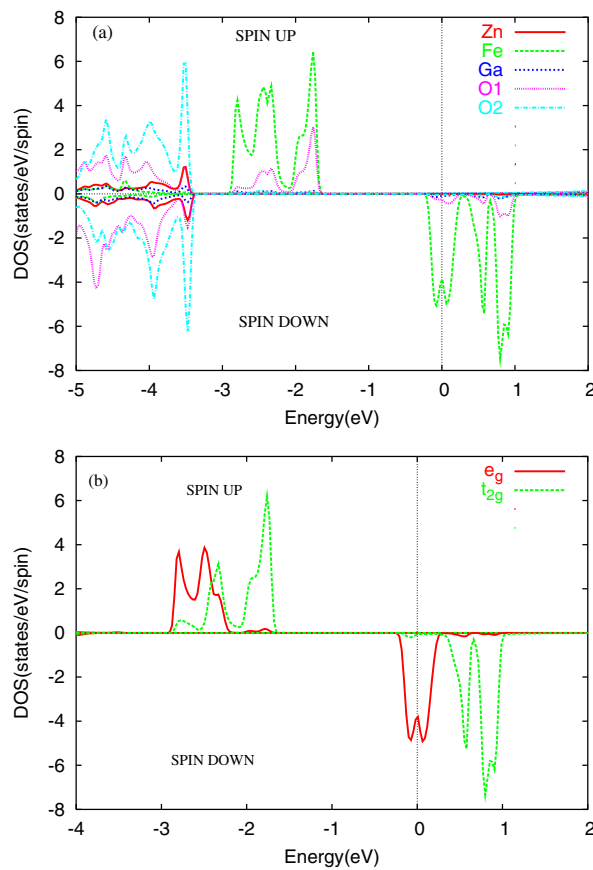 (a)
SPIN UP
Zn
Fe
Ga
O1
O2
8
6
4
2
0
-2
-4
-6
-8
DOS(states/eV/spin)
SPIN DOWN
-5 -4 -3 -2 -1 0 1 2
Energy(eV)
(b)
SPIN UP
e_g
t_2g
8
6
4
2
0
-2
-4
-6
-8
DOS(states/eV/spin)
SPIN DOWN
-4 -3 -2 -1 0 1 2
Energy(eV)